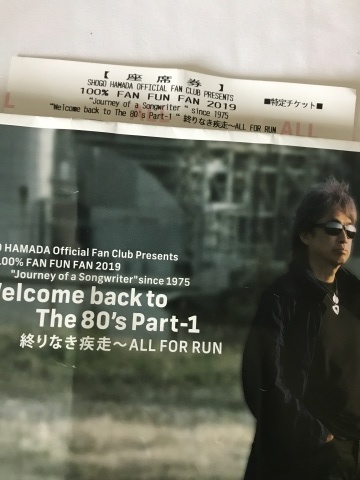 【 座 席 券 】
SHOGO HAMADA OFFICIAL FAN CLUB PRESENTS
100% FAN FUN FAN 2019
"Journey of a Songwriter" since 1975
■特定チケット■
"Welcome back to The 80's Part-1" 終りなき疾走〜ALL FOR RUN
ALL
O HAMADA Official Fan Club Presents
100% FAN FUN FAN 2019
"Journey of a Songwriter"since 1975
Welcome back to
The 80's Part-1
終りなき疾走〜ALL FOR RUN